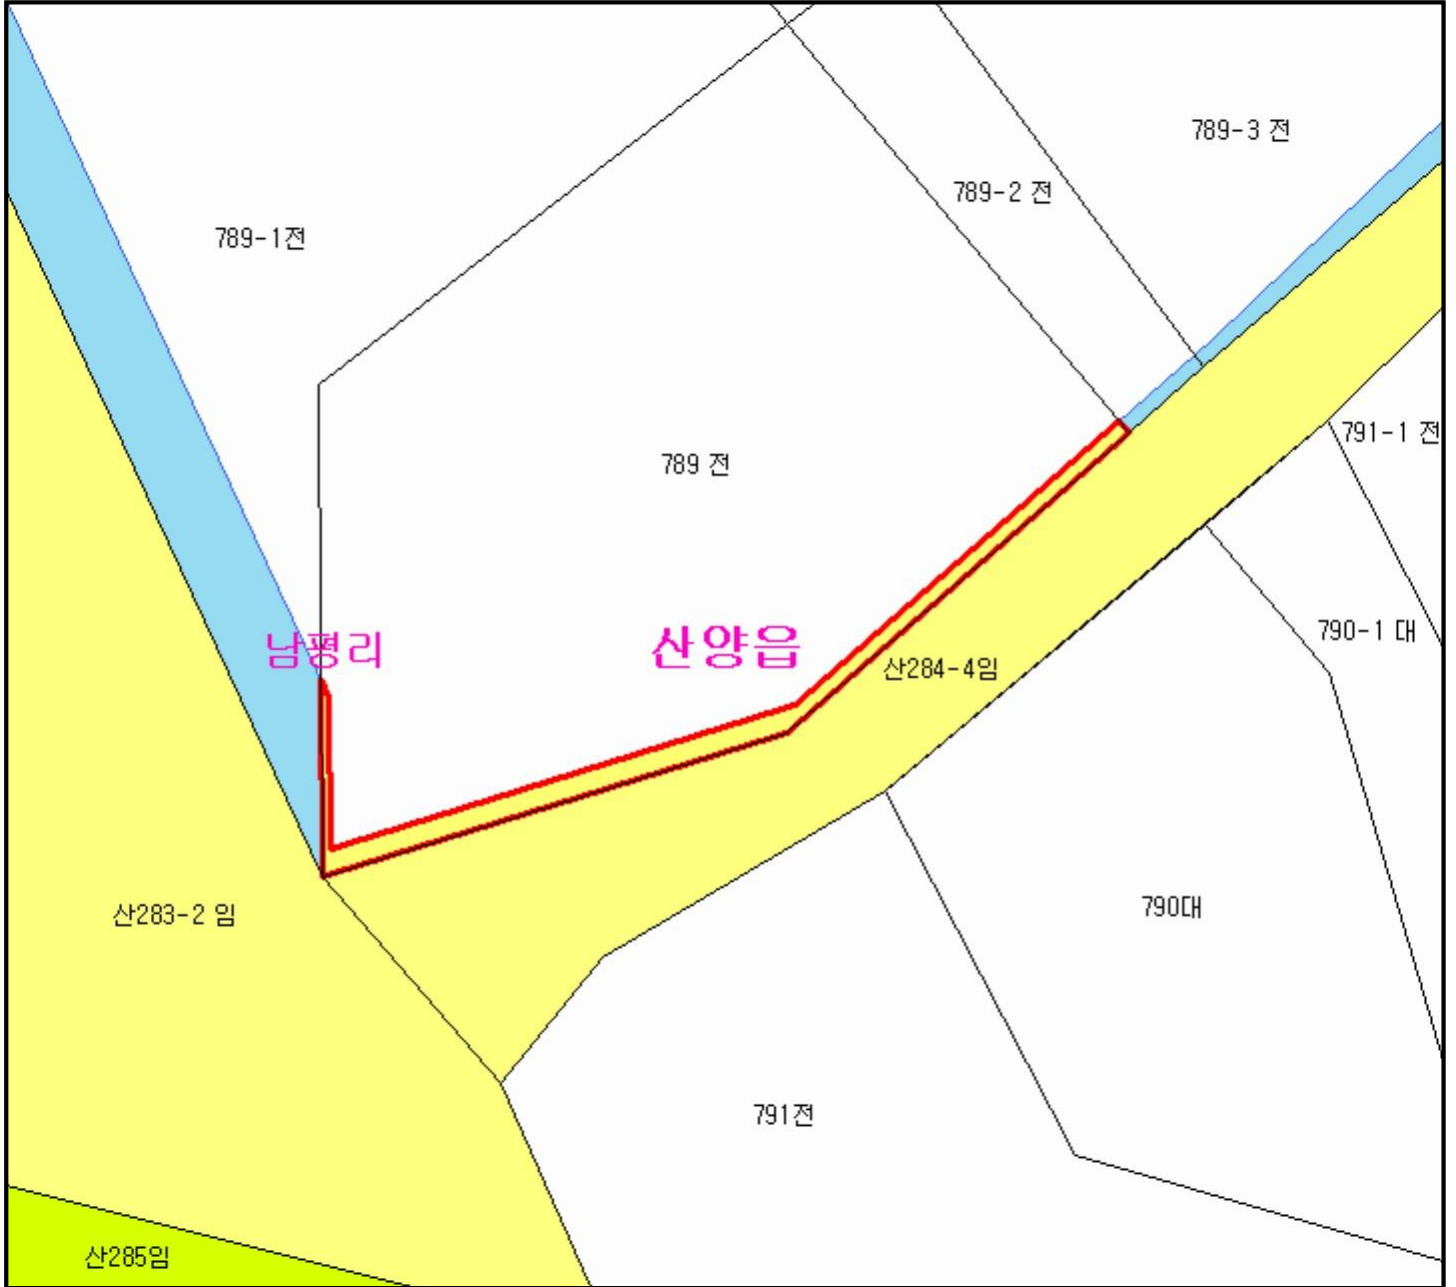 789-3 전
789-2 전
789-1전
791-1 전
789 전
790-1 대
남평리
산양읍
산284-4임
790대
산283-2 임
791전
산285임